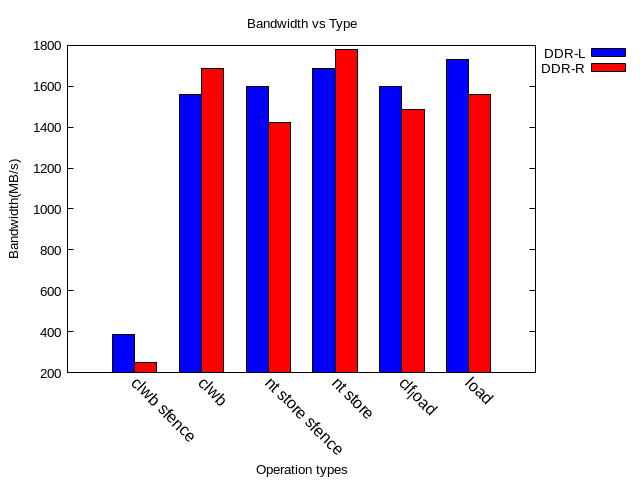 Bandwidth vs Type
1800
1600
1400
1200
1000
800
600
400
200
Bandwidth(MB/s)
DDR-L
DDR-R
clwb sfence
clwb
nt store sfence
nt store
clfjoad
load
Operation types